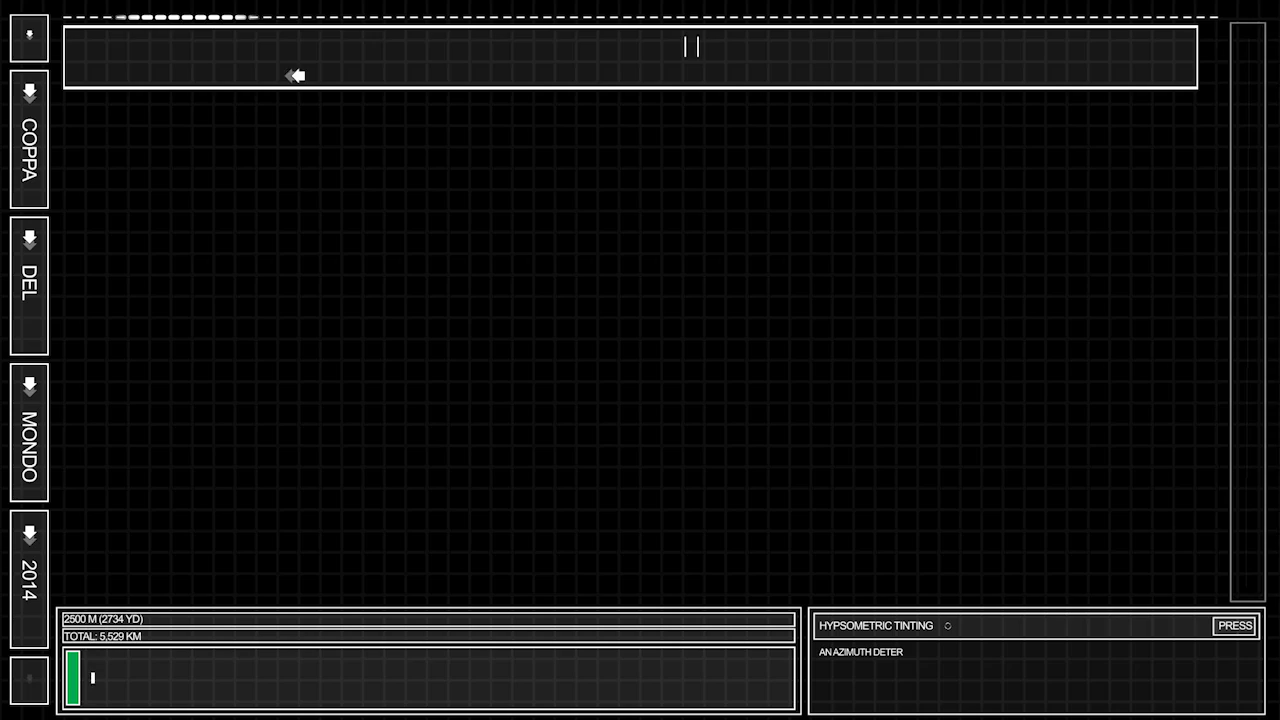 COPPA
DEL
MONDO
2014
2500 M (2734 YD)
TOTAL: 5,529 KM
HYPSOMETRIC TINTING
PRESS
AN AZIMUTH DETER